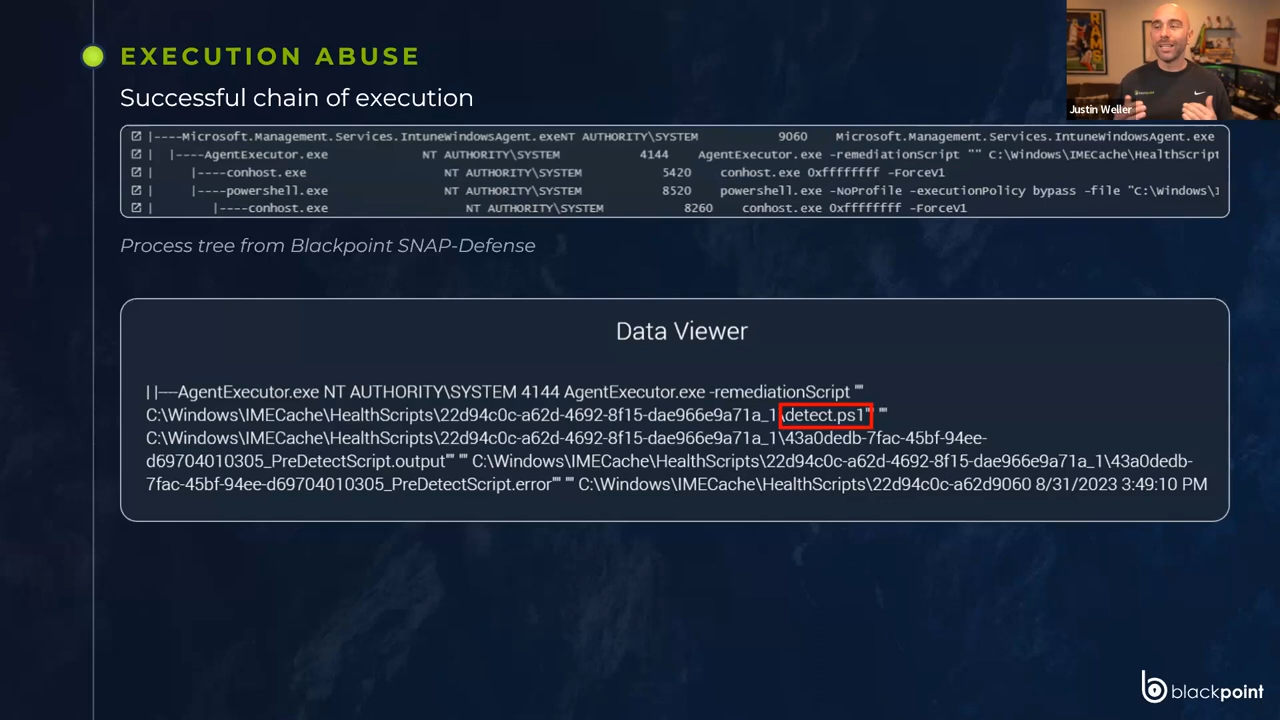 EXECUTION ABUSE
Successful chain of execution
|----Microsoft.Management.Services.IntuneWindowsAgent.exeNT AUTHORITY\SYSTEM 9060 Microsoft.Management.Services.IntuneWindowsAgent.exe
| |----AgentExecutor.exe NT AUTHORITY\SYSTEM 4144 AgentExecutor.exe -remediationScript "" C:\Windows\IMECache\HealthScript
| |----conhost.exe NT AUTHORITY\SYSTEM 5420 conhost.exe 0xffffffff -ForceV1
| |----powershell.exe NT AUTHORITY\SYSTEM 8520 powershell.exe -NoProfile -executionPolicy bypass -file "C:\Windows\I
| |----conhost.exe NT AUTHORITY\SYSTEM 8260 conhost.exe 0xffffffff -ForceV1
Process tree from Blackpoint SNAP-Defense
Data Viewer
| |----AgentExecutor.exe NT AUTHORITY\SYSTEM 4144 AgentExecutor.exe -remediationScript ""
C:\Windows\IMECache\HealthScripts\22d94c0c-a62d-4692-8f15-dae966e9a71a_1\detect.ps1"" ""
C:\Windows\IMECache\HealthScripts\22d94c0c-a62d-4692-8f15-dae966e9a71a_1\43a0dedb-7fac-45bf-94ee-
d69704010305_PreDetectScript.output"" "" C:\Windows\IMECache\HealthScripts\22d94c0c-a62d-4692-8f15-dae966e9a71a_1\43a0dedb-
7fac-45bf-94ee-d69704010305_PreDetectScript.error"" "" C:\Windows\IMECache\HealthScripts\22d94c0c-a62d9060 8/31/2023 3:49:10 PM
Justin Weller
blackpoint